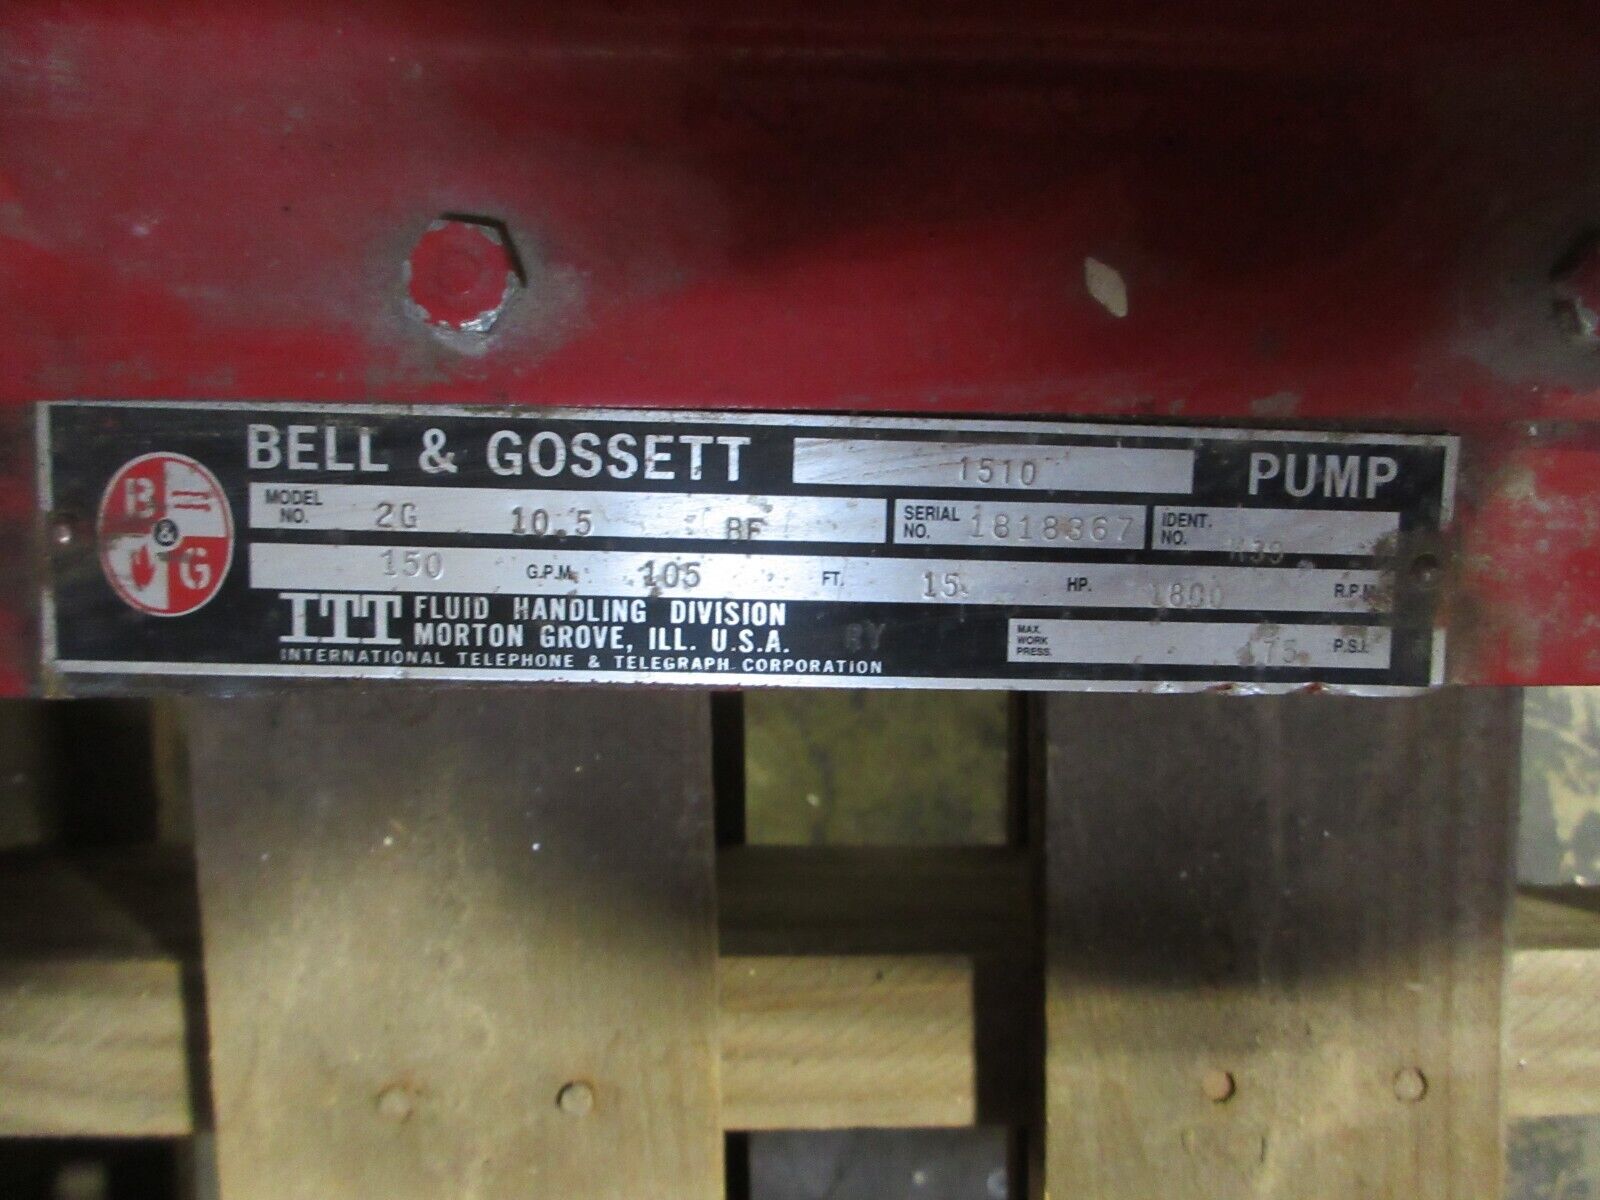 BELL & GOSSETT 1510 PUMP
B & G
MODEL NO. 2G 10.5 BF SERIAL NO. 1818367 IDENT. NO.
150 G.P.M. 105 FT. 15 HP. 1800 R.P.M.
ITT FLUID HANDLING DIVISION
MORTON GROVE, ILL. U.S.A. MAX. WORK PRESS. 175 P.S.I.
INTERNATIONAL TELEPHONE & TELEGRAPH CORPORATION